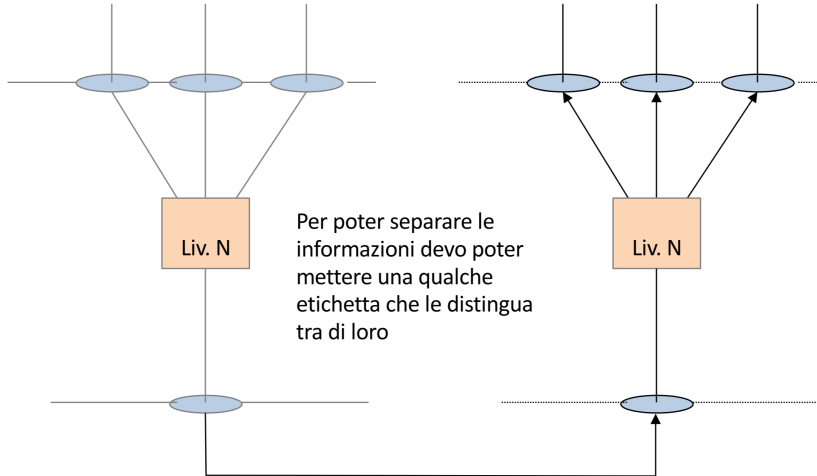 Liv. N
Per poter separare le
informazioni devo poter
mettere una qualche
etichetta che le distingua
tra di loro
Liv. N